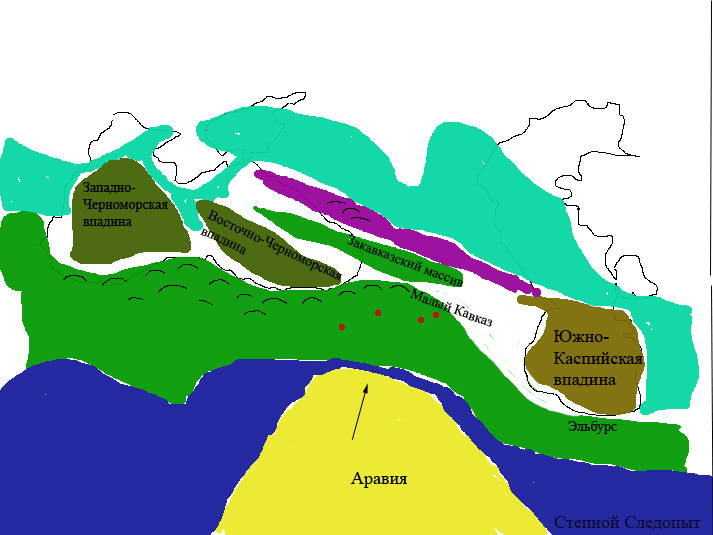 Западно-
Черноморская
впадина
Восточно-Черноморская
впадина
Закавказский массив
Малый Кавказ
Южно-
Каспийская
впадина
Эльбурс
Аравия
Степной Следопыт